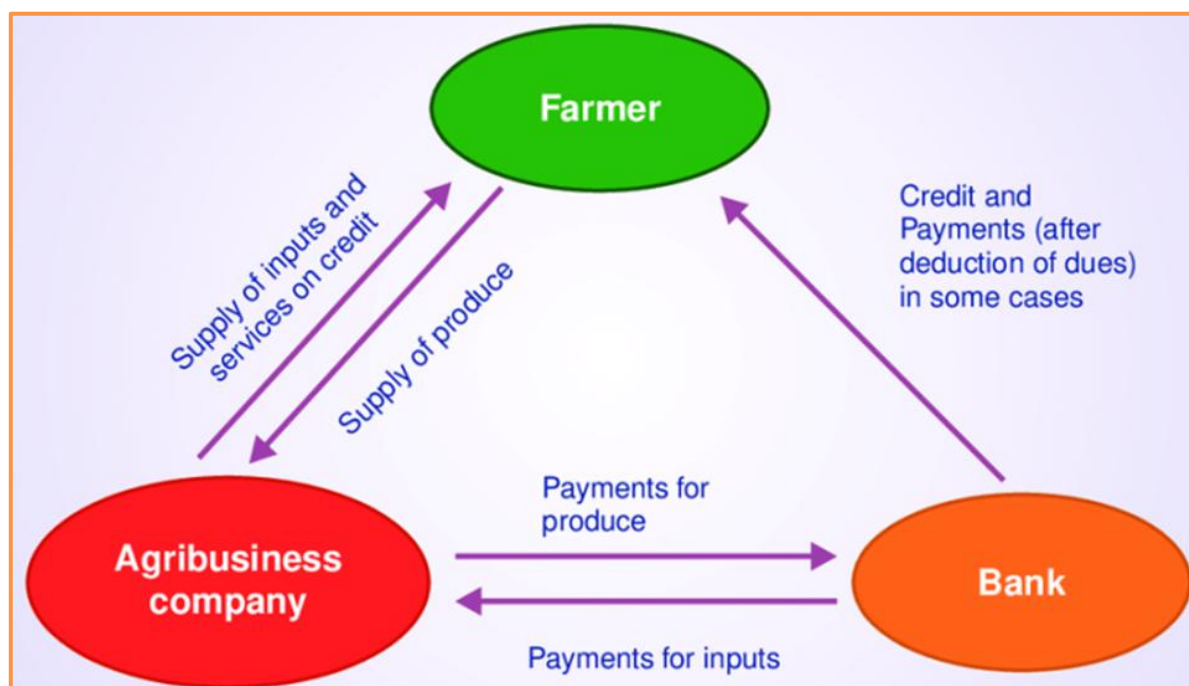 Farmer
Supply of inputs and
services on credit
Supply of produce
Credit and
Payments (after
deduction of dues)
in some cases
Payments for
produce
Agribusiness
company
Bank
Payments for inputs